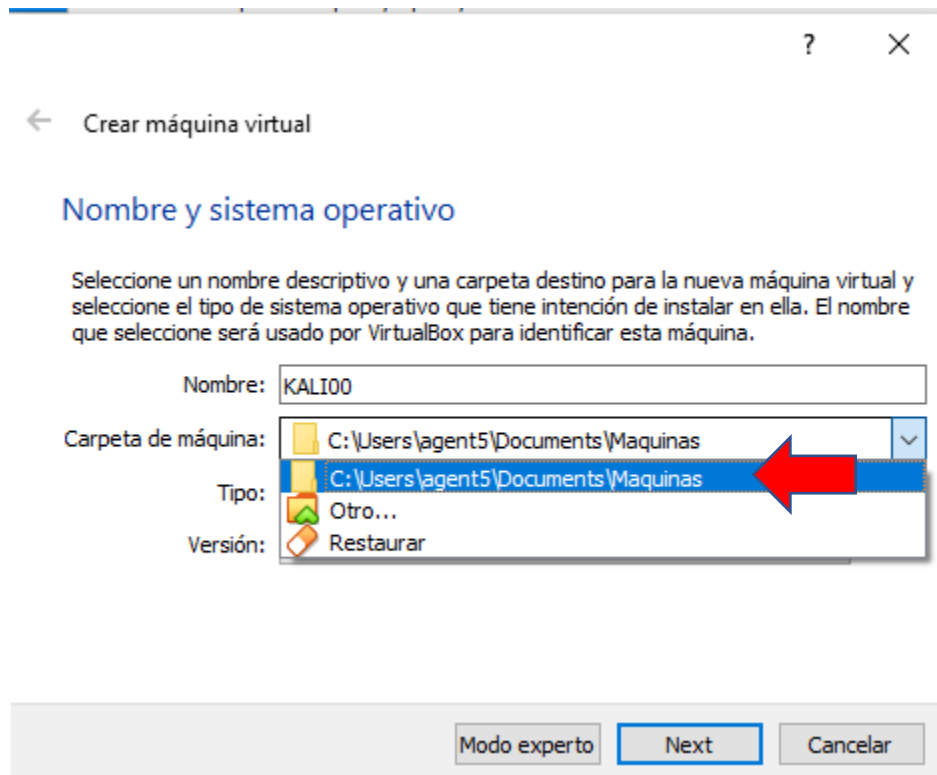 ?
Crear máquina virtual
Nombre y sistema operativo
Seleccione un nombre descriptivo y una carpeta destino para la nueva máquina virtual y
seleccione el tipo de sistema operativo que tiene intención de instalar en ella. El nombre
que seleccione será usado por VirtualBox para identificar esta máquina.
Nombre: KALI00
Carpeta de máquina: C:\Users\agent5\Documents\Maquinas
C:\Users\agent5\Documents\Maquinas
Tipo:
Otro...
Versión: Restaurar
Modo experto Next Cancelar